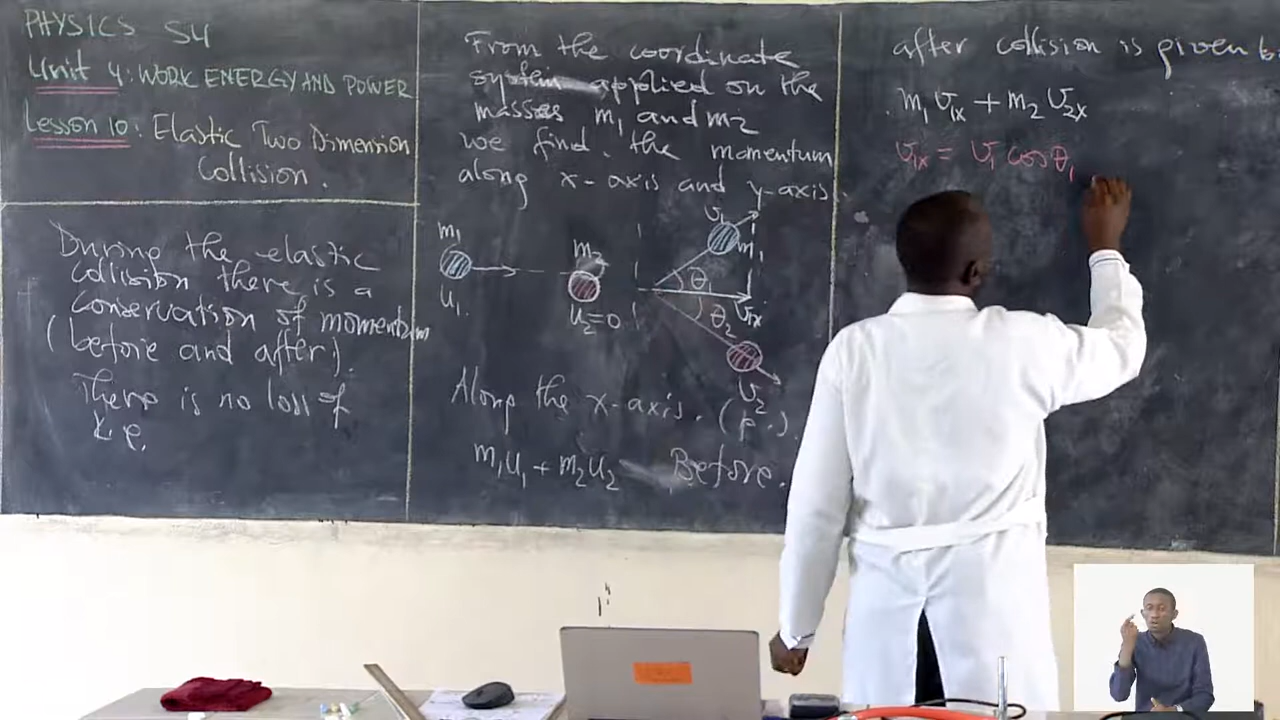 PHYSICS S4
Unit 4: WORK ENERGY AND POWER
Lesson 10: Elastic Two Dimension
Collision.
During the elastic
collision there is a
conservation of momentum
(before and after).
There is no loss of
k.e.
From the coordinate
system applied on the
masses m₁ and m₂
we find the momentum
along x-axis and y-axis.
m₁
u₁
m₂
u₂=0
v₁
m₁
θ
v₁ₓ
θ₂
v₂
Along the x-axis. (p.).
m₁u₁ + m₂u₂ Before.
after collision is given
m₁v₁ₓ + m₂v₂ₓ
v₁ₓ = v₁ cos θ₁